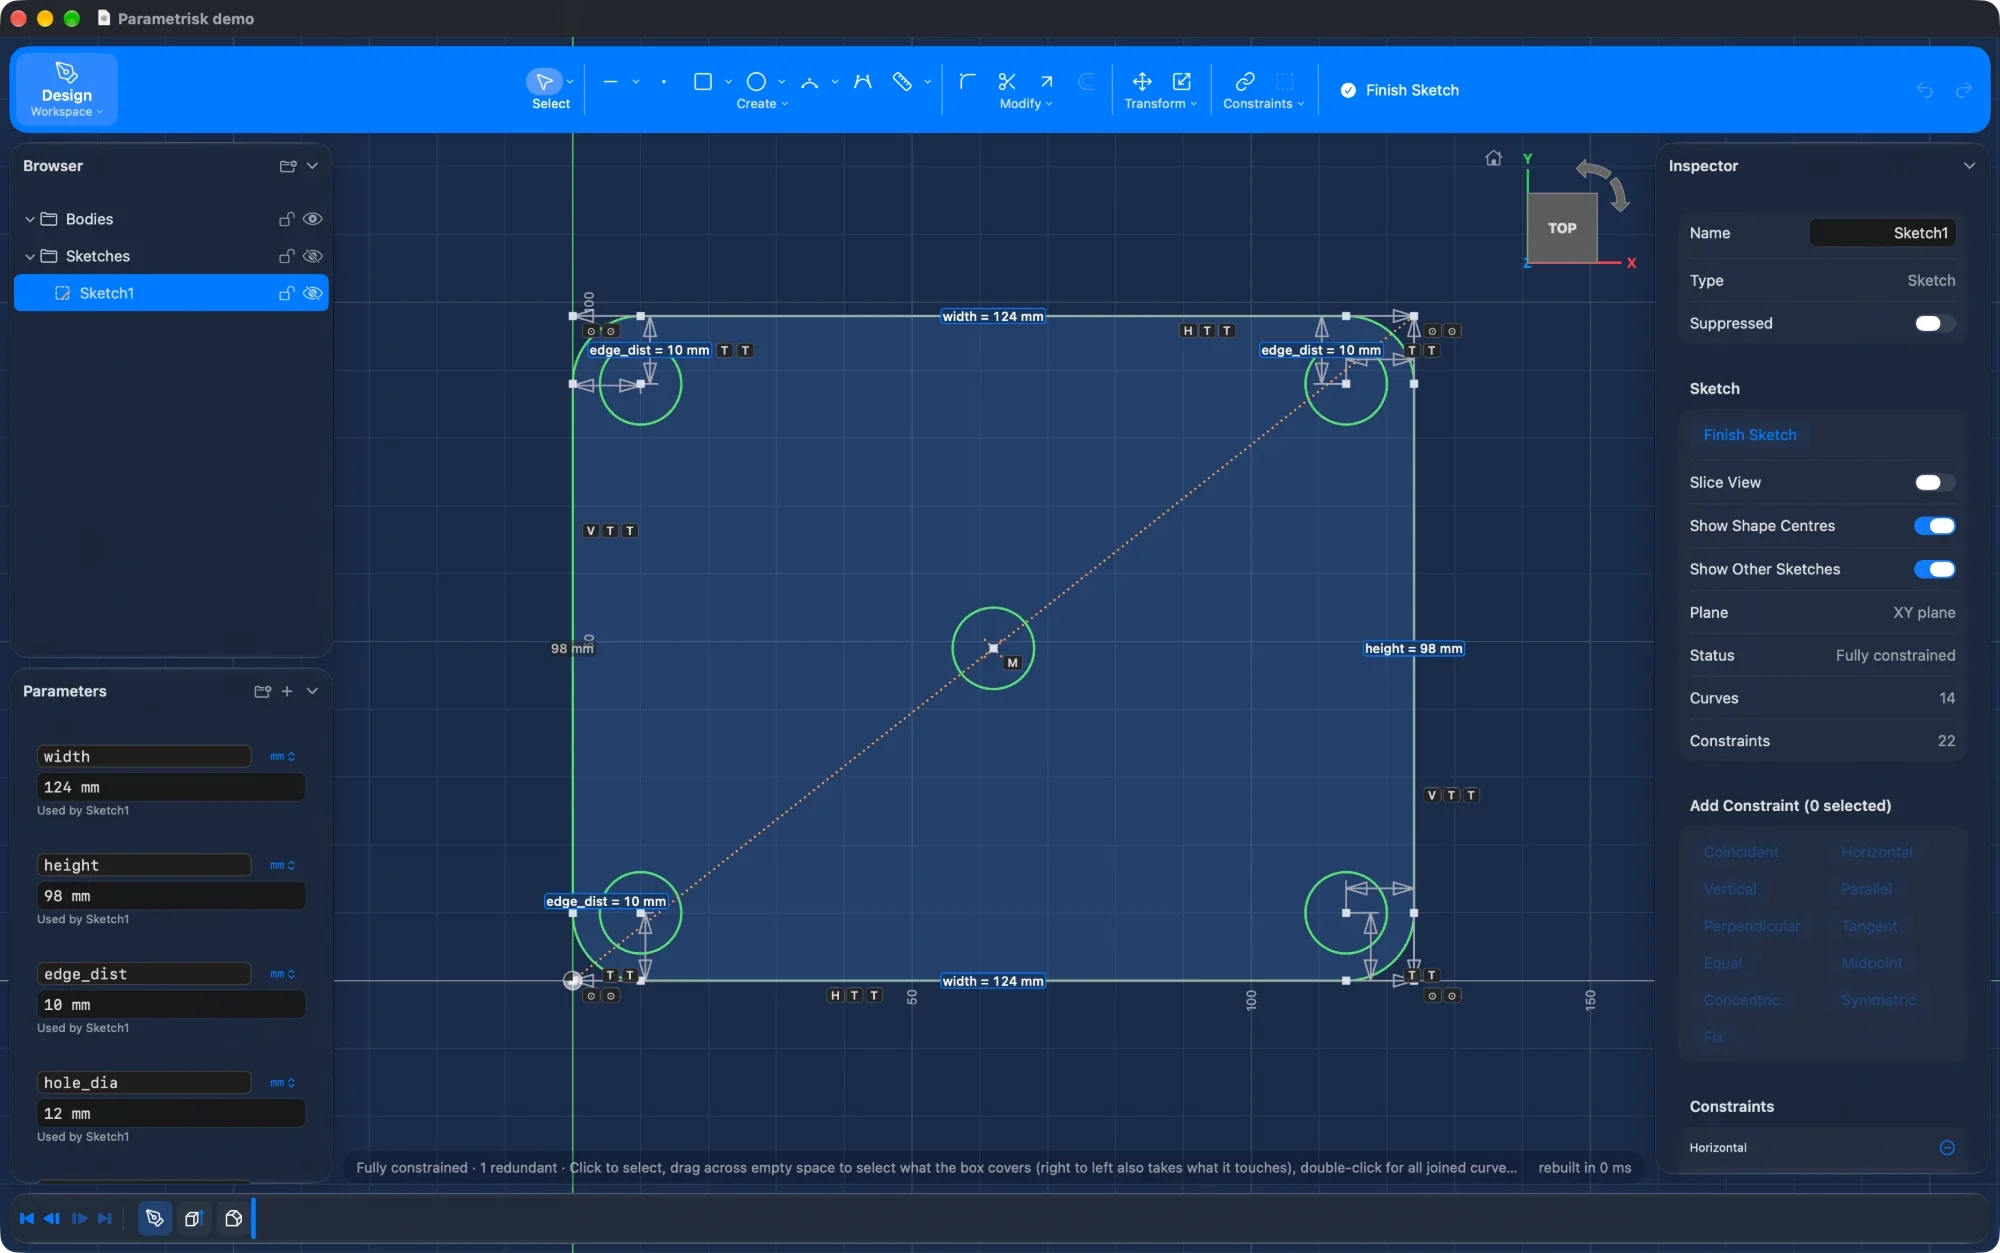 Parametrisk demo
Design
Workspace
Select
Create
Modify
Transform
Constraints
Finish Sketch
Browser
Bodies
Sketches
Sketch1
Parameters
width
mm
124 mm
Used by Sketch1
height
mm
98 mm
Used by Sketch1
edge_dist
mm
10 mm
Used by Sketch1
hole_dia
mm
12 mm
Used by Sketch1
Y
TOP
Z
X
width = 124 mm
H T T
edge_dist = 10 mm
T T
edge_dist = 10 mm
T T
V T T
98 mm
M
height = 98 mm
V T T
edge_dist = 10 mm
T T
width = 124 mm
T T
H T T
50
100
150
Fully constrained · 1 redundant · Click to select, drag across empty space to select what the box covers (right to left also takes what it touches), double-click for all joined curve...
rebuilt in 0 ms
Inspector
Name
Sketch1
Type
Sketch
Suppressed
Sketch
Finish Sketch
Slice View
Show Shape Centres
Show Other Sketches
Plane
XY plane
Status
Fully constrained
Curves
14
Constraints
22
Add Constraint (0 selected)
Coincident
Horizontal
Vertical
Parallel
Perpendicular
Tangent
Equal
Midpoint
Concentric
Symmetric
Fix
Constraints
Horizontal